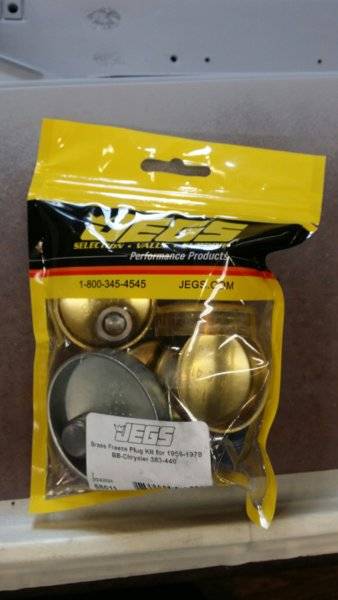 JEGS
SELECTION • VALUE •
Performance Products
1-800-345-4545 JEGS.COM
JEGS
Brass Freeze Plug Kit for 1959-1978
BB-Chrysler 383-440